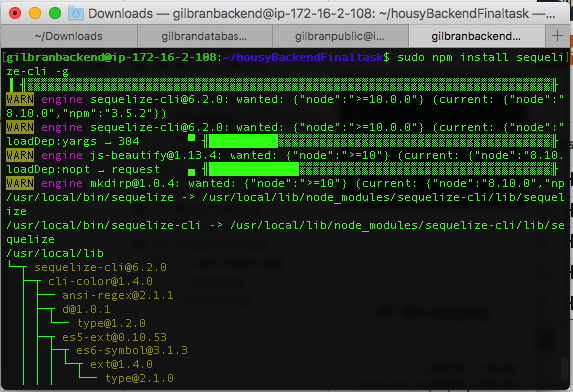 Downloads — gilbranbackend@ip-172-16-2-108: ~/housyBackendFinaltask —...
~/Downloads
gilbrandatabas...
gilbranpublic@i...
gilbranbackend...
+
[gilbranbackend@ip-172-16-2-108:~/housyBackendFinaltask$ sudo npm install sequeli]
ze-cli -g
WARN engine sequelize-cli@6.2.0: wanted: {"node":">=10.0.0"} (current: {"node":"
8.10.0","npm":"3.5.2"})
WARN engine sequelize-cli@6.2.0: wanted: {"node":">=10.0.0"} (current: {"node":"
loadDep:yargs → 304
WARN engine js-beautify@1.13.4: wanted: {"node":">=10"} (current: {"node":"8.10.
loadDep:nopt → request
WARN engine mkdirp@1.0.4: wanted: {"node":">=10"} (current: {"node":"8.10.0","np
/usr/local/bin/sequelize -> /usr/local/lib/node_modules/sequelize-cli/lib/sequel
ize
/usr/local/bin/sequelize-cli -> /usr/local/lib/node_modules/sequelize-cli/lib/se
quelize
/usr/local/lib
└─┬ sequelize-cli@6.2.0
  ├─┬ cli-color@1.4.0
  │ ├── ansi-regex@2.1.1
  │ ├─┬ d@1.0.1
  │ │ └── type@1.2.0
  │ ├─┬ es5-ext@0.10.53
  │ │ └─┬ es6-symbol@3.1.3
  │ │   └─┬ ext@1.4.0
  │ │     └── type@2.1.0